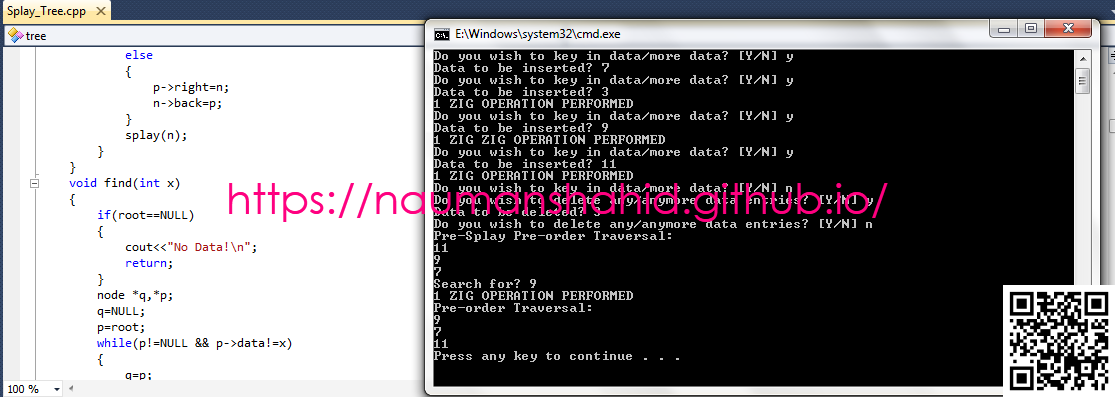 Splay_Tree.cpp
tree
else
{
p->right=n;
n->back=p;
}
splay(n);
}
}
void find(int x)
{
if(root==NULL)
{
cout<<"No Data!\n";
return;
}
node *q,*p;
q=NULL;
p=root;
while(p!=NULL && p->data!=x)
{
q=p;
100 %
E:\Windows\system32\cmd.exe
Do you wish to key in data/more data? [Y/N] y
Data to be inserted? 7
Do you wish to key in data/more data? [Y/N] y
Data to be inserted? 3
1 ZIG OPERATION PERFORMED
Do you wish to key in data/more data? [Y/N] y
Data to be inserted? 9
1 ZIG ZIG OPERATION PERFORMED
Do you wish to key in data/more data? [Y/N] y
Data to be inserted? 11
1 ZIG OPERATION PERFORMED
Do you wish to key in data/more data? [Y/N] n
Do you wish to delete any/anymore data entries? [Y/N] y
Data to be deleted? 3
Do you wish to delete any/anymore data entries? [Y/N] n
Pre-Splay Pre-order Traversal:
11
9
7
Search for? 9
1 ZIG OPERATION PERFORMED
Pre-order Traversal:
9
7
11
Press any key to continue . . .
https://naumanshahid.github.io/